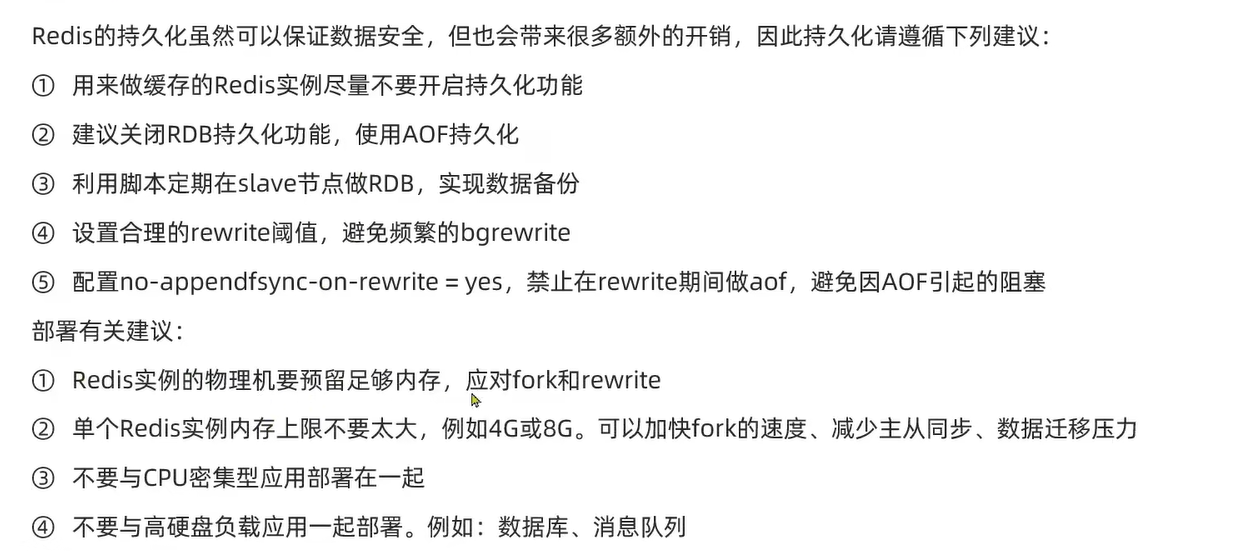 Redis的持久化虽然可以保证数据安全，但也会带来很多额外的开销，因此持久化请遵循下列建议：
① 用来做缓存的Redis实例尽量不要开启持久化功能
② 建议关闭RDB持久化功能，使用AOF持久化
③ 利用脚本定期在slave节点做RDB，实现数据备份
④ 设置合理的rewrite阈值，避免频繁的bgrewrite
⑤ 配置no-appendfsync-on-rewrite = yes，禁止在rewrite期间做aof，避免因AOF引起的阻塞
部署有关建议：
① Redis实例的物理机要预留足够内存，应对fork和rewrite
② 单个Redis实例内存上限不要太大，例如4G或8G。可以加快fork的速度、减少主从同步、数据迁移压力
③ 不要与CPU密集型应用部署在一起
④ 不要与高硬盘负载应用一起部署。例如：数据库、消息队列